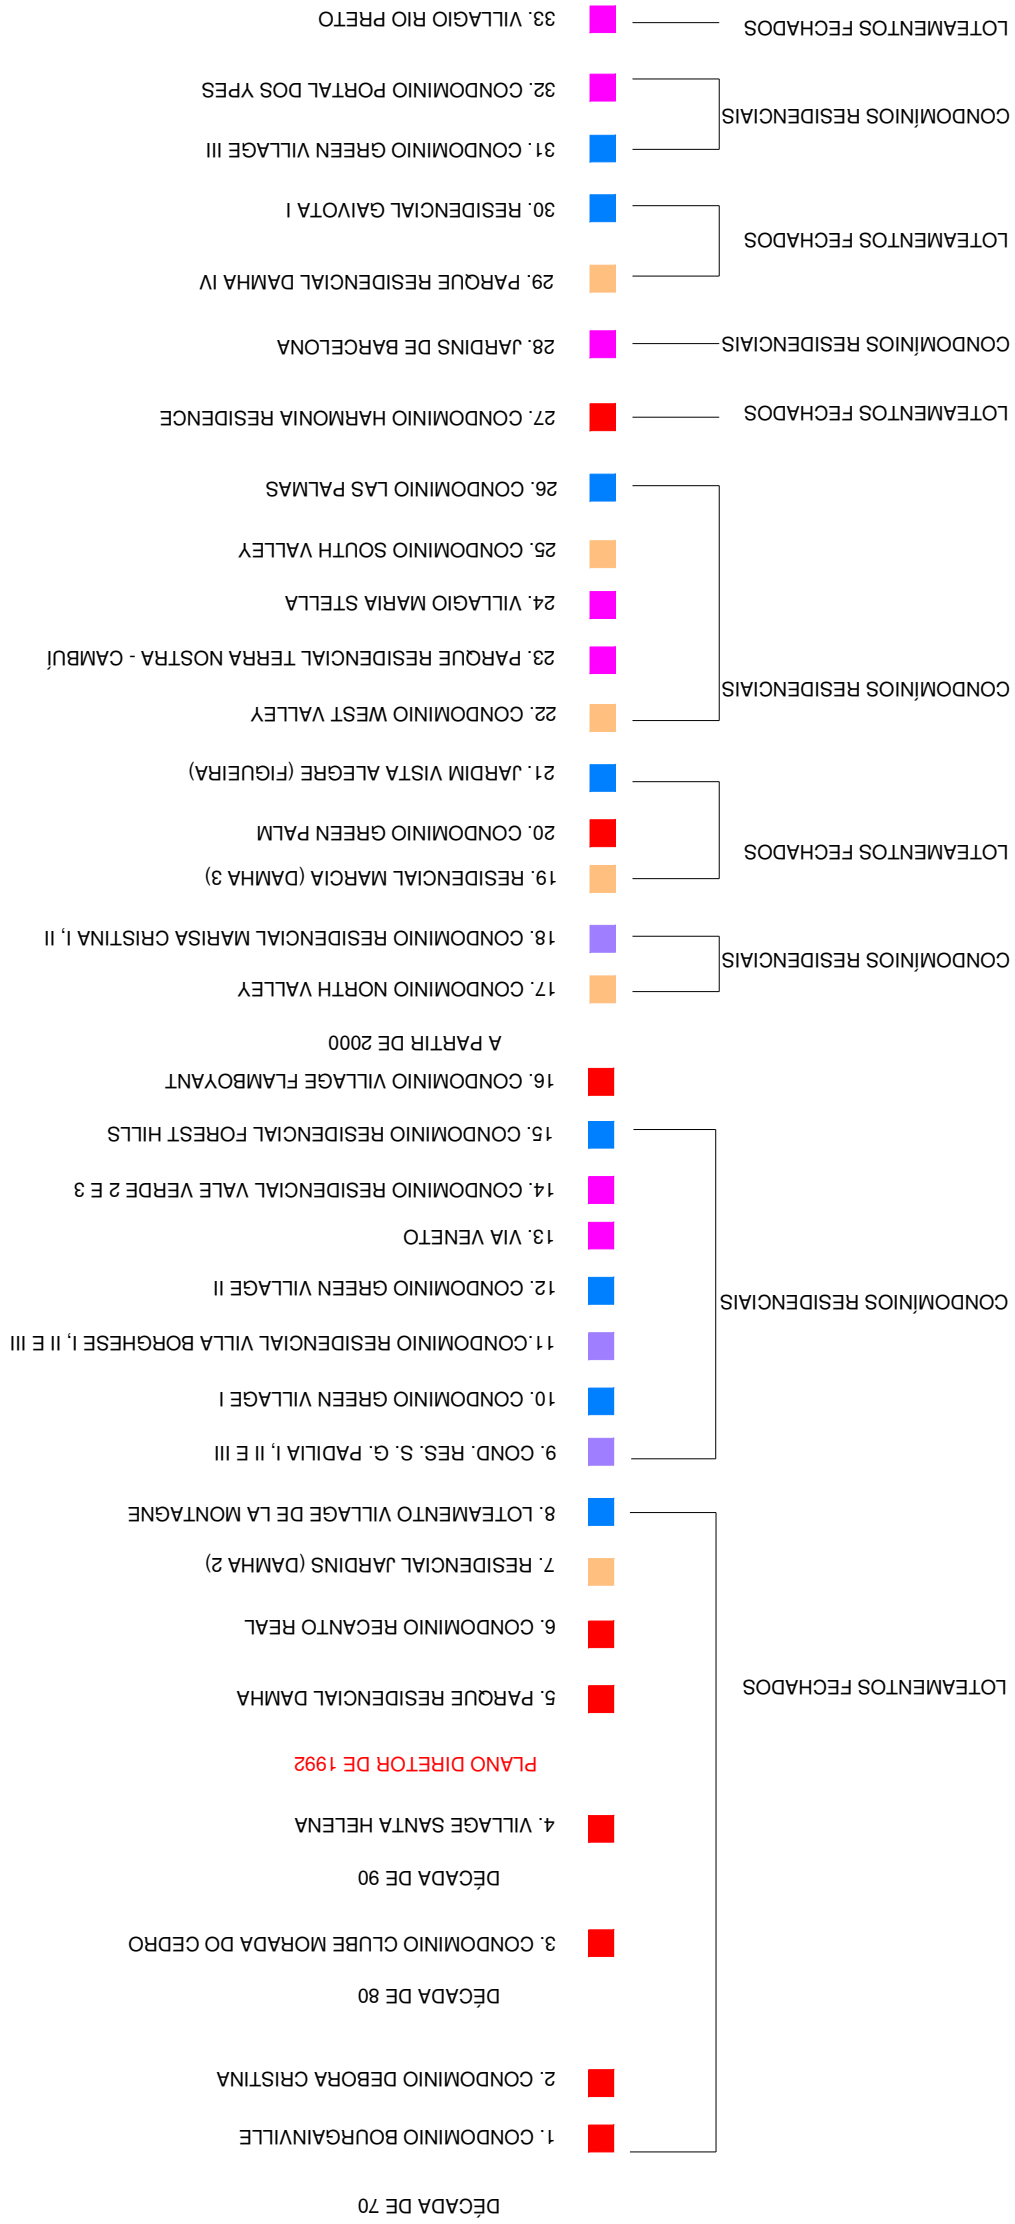 DÉCADA DE 70
1. CONDOMINIO BOURGAINVILLE
2. CONDOMINIO DEBORA CRISTINA
DÉCADA DE 80
3. CONDOMINIO CLUBE MORADA DO CEDRO
DÉCADA DE 90
4. VILLAGE SANTA HELENA
PLANO DIRETOR DE 1992
5. PARQUE RESIDENCIAL DAMHA
LOTEAMENTOS FECHADOS
6. CONDOMINIO RECANTO REAL
7. RESIDENCIAL JARDINS (DAMHA 2)
8. LOTEAMENTO VILLAGE DE LA MONTAGNE
9. COND. RES. S. G. PADILIA I, II E III
10. CONDOMINIO GREEN VILLAGE I
11.CONDOMINIO RESIDENCIAL VILLA BORGHESE I, II E III
CONDOMÍNIOS RESIDENCIAIS
12. CONDOMINIO GREEN VILLAGE II
13. VIA VENETO
14. CONDOMINIO RESIDENCIAL VALE VERDE 2 E 3
15. CONDOMINIO RESIDENCIAL FOREST HILLS
16. CONDOMINIO VILLAGE FLAMBOYANT
A PARTIR DE 2000
17. CONDOMINIO NORTH VALLEY
CONDOMÍNIOS RESIDENCIAIS
18. CONDOMINIO RESIDENCIAL MARISA CRISTINA I, II
19. RESIDENCIAL MARCIA (DAMHA 3)
LOTEAMENTOS FECHADOS
20. CONDOMINIO GREEN PALM
21. JARDIM VISTA ALEGRE (FIGUEIRA)
22. CONDOMINIO WEST VALLEY
CONDOMÍNIOS RESIDENCIAIS
23. PARQUE RESIDENCIAL TERRA NOSTRA - CAMBUÍ
24. VILLAGIO MARIA STELLA
25. CONDOMINIO SOUTH VALLEY
26. CONDOMINIO LAS PALMAS
LOTEAMENTOS FECHADOS
27. CONDOMINIO HARMONIA RESIDENCE
CONDOMÍNIOS RESIDENCIAIS
28. JARDINS DE BARCELONA
29. PARQUE RESIDENCIAL DAMHA IV
LOTEAMENTOS FECHADOS
30. RESIDENCIAL GAIVOTA I
31. CONDOMINIO GREEN VILLAGE III
CONDOMÍNIOS RESIDENCIAIS
32. CONDOMINIO PORTAL DOS YPES
LOTEAMENTOS FECHADOS
33. VILLAGIO RIO PRETO